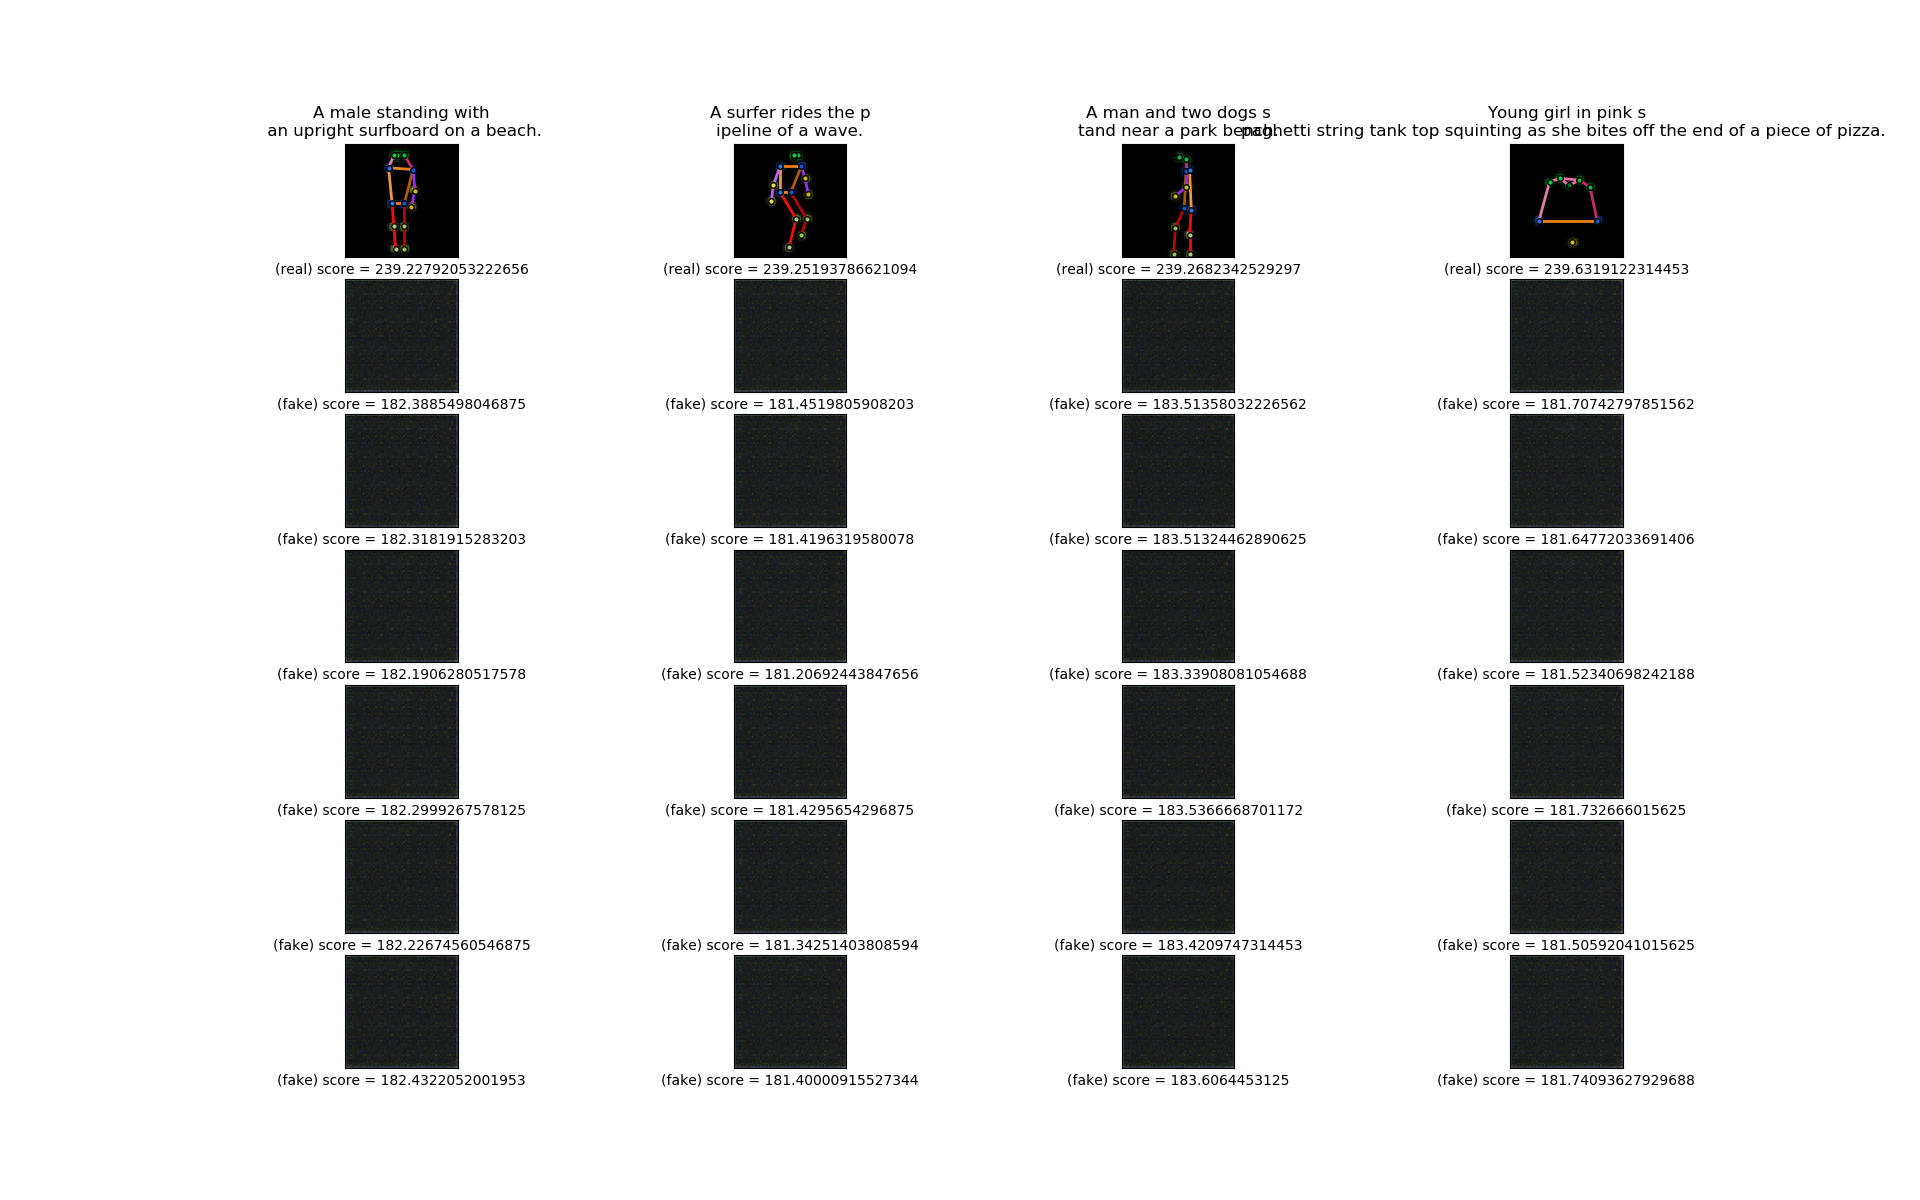 A male standing with
an upright surfboard on a beach.
A surfer rides the p
ipeline of a wave.
A man and two dogs s
tand near a park bench.
Young girl in pink s
paghetti string tank top squinting as she bites off the end of a piece of pizza.
(real) score = 239.22792053222656
(real) score = 239.25193786621094
(real) score = 239.2682342529297
(real) score = 239.6319122314453
(fake) score = 182.3885498046875
(fake) score = 181.4519805908203
(fake) score = 183.51358032226562
(fake) score = 181.70742797851562
(fake) score = 182.3181915283203
(fake) score = 181.4196319580078
(fake) score = 183.51324462890625
(fake) score = 181.64772033691406
(fake) score = 182.1906280517578
(fake) score = 181.20692443847656
(fake) score = 183.33908081054688
(fake) score = 181.52340698242188
(fake) score = 182.2999267578125
(fake) score = 181.4295654296875
(fake) score = 183.5366668701172
(fake) score = 181.732666015625
(fake) score = 182.22674560546875
(fake) score = 181.34251403808594
(fake) score = 183.4209747314453
(fake) score = 181.50592041015625
(fake) score = 182.4322052001953
(fake) score = 181.40000915527344
(fake) score = 183.6064453125
(fake) score = 181.74093627929688